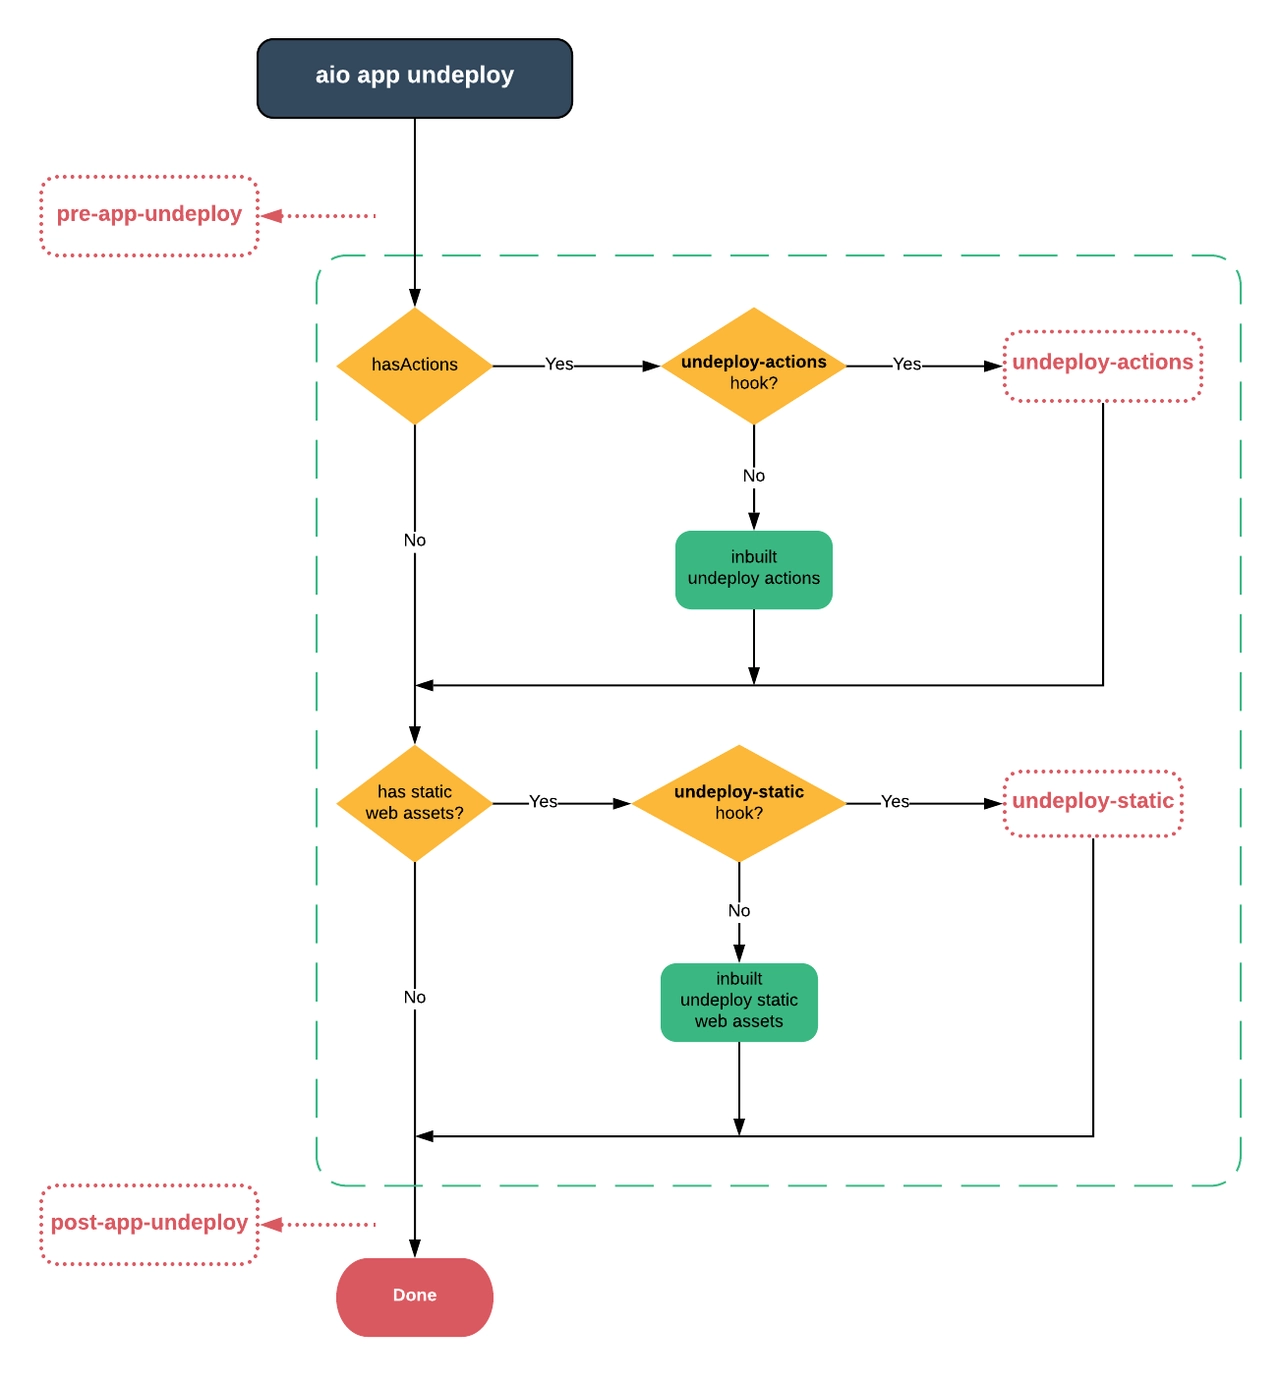 aio app undeploy
pre-app-undeploy
hasActions
Yes
undeploy-actions
hook?
Yes
undeploy-actions
No
No
inbuilt
undeploy actions
has static
web assets?
Yes
undeploy-static
hook?
Yes
undeploy-static
No
No
inbuilt
undeploy static
web assets
post-app-undeploy
Done